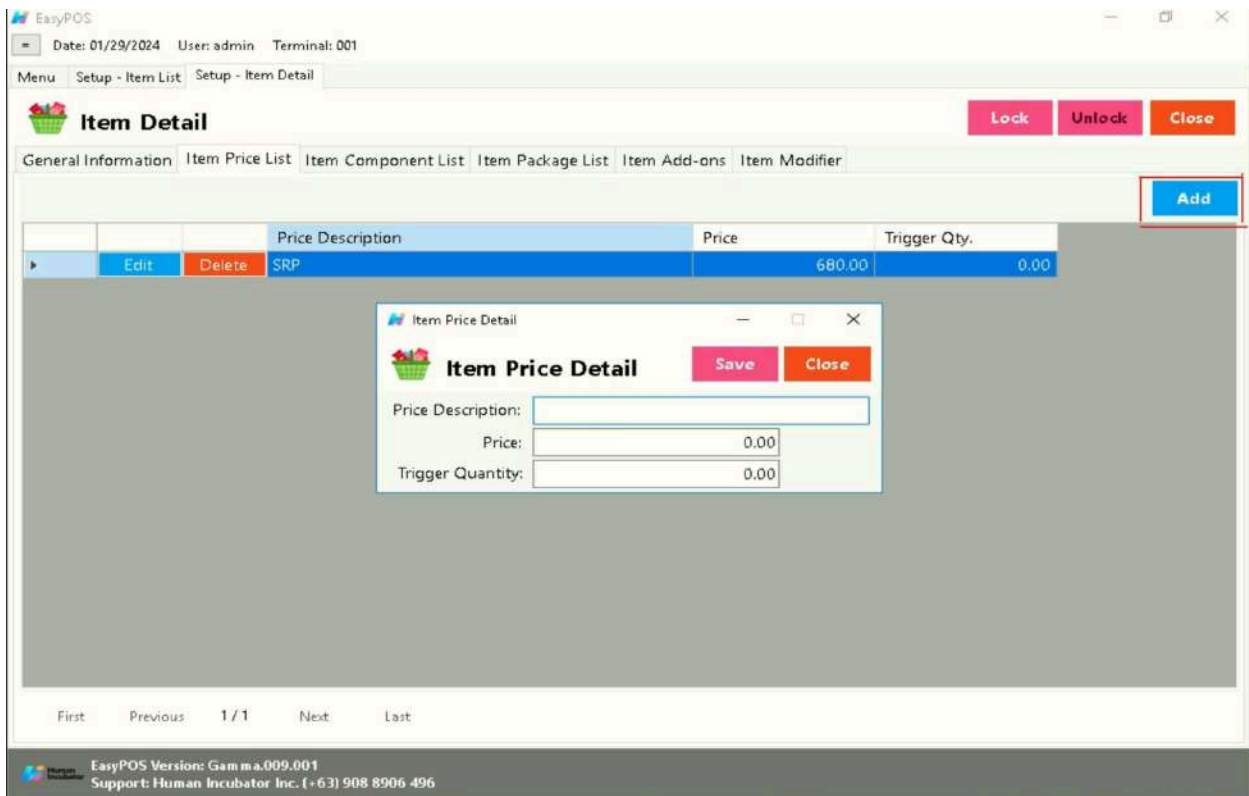 EasyPOS
= Date: 01/29/2024 User: admin Terminal: 001
Menu Setup - Item List Setup - Item Detail
Item Detail Lock Unlock Close
General Information Item Price List Item Component List Item Package List Item Add-ons Item Modifier
Add
Price Description Price Trigger Qty.
Edit Delete SRP 680.00 0.00
Item Price Detail
Item Price Detail Save Close
Price Description:
Price: 0.00
Trigger Quantity: 0.00
First Previous 1 / 1 Next Last
Human Incubator
EasyPOS Version: Gamma.009.001
Support: Human Incubator Inc. (+63) 908 8906 496